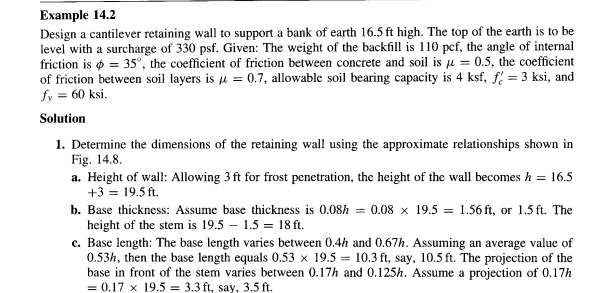 Example 14.2
Design a cantilever retaining wall to support a bank of earth 16.5 ft high. The top of the earth is to be
level with a surcharge of 330 psf. Given: The weight of the backfill is 110 pcf, the angle of internal
friction is ϕ = 35°, the coefficient of friction between concrete and soil is μ = 0.5, the coefficient
of friction between soil layers is μ = 0.7, allowable soil bearing capacity is 4 ksf, f′c = 3 ksi, and
fy = 60 ksi.
Solution
1. Determine the dimensions of the retaining wall using the approximate relationships shown in
Fig. 14.8.
a. Height of wall: Allowing 3 ft for frost penetration, the height of the wall becomes h = 16.5
+3 = 19.5 ft.
b. Base thickness: Assume base thickness is 0.08h = 0.08 × 19.5 = 1.56 ft, or 1.5 ft. The
height of the stem is 19.5 − 1.5 = 18 ft.
c. Base length: The base length varies between 0.4h and 0.67h. Assuming an average value of
0.53h, then the base length equals 0.53 × 19.5 = 10.3 ft, say, 10.5 ft. The projection of the
base in front of the stem varies between 0.17h and 0.125h. Assume a projection of 0.17h
= 0.17 × 19.5 = 3.3 ft, say, 3.5 ft.